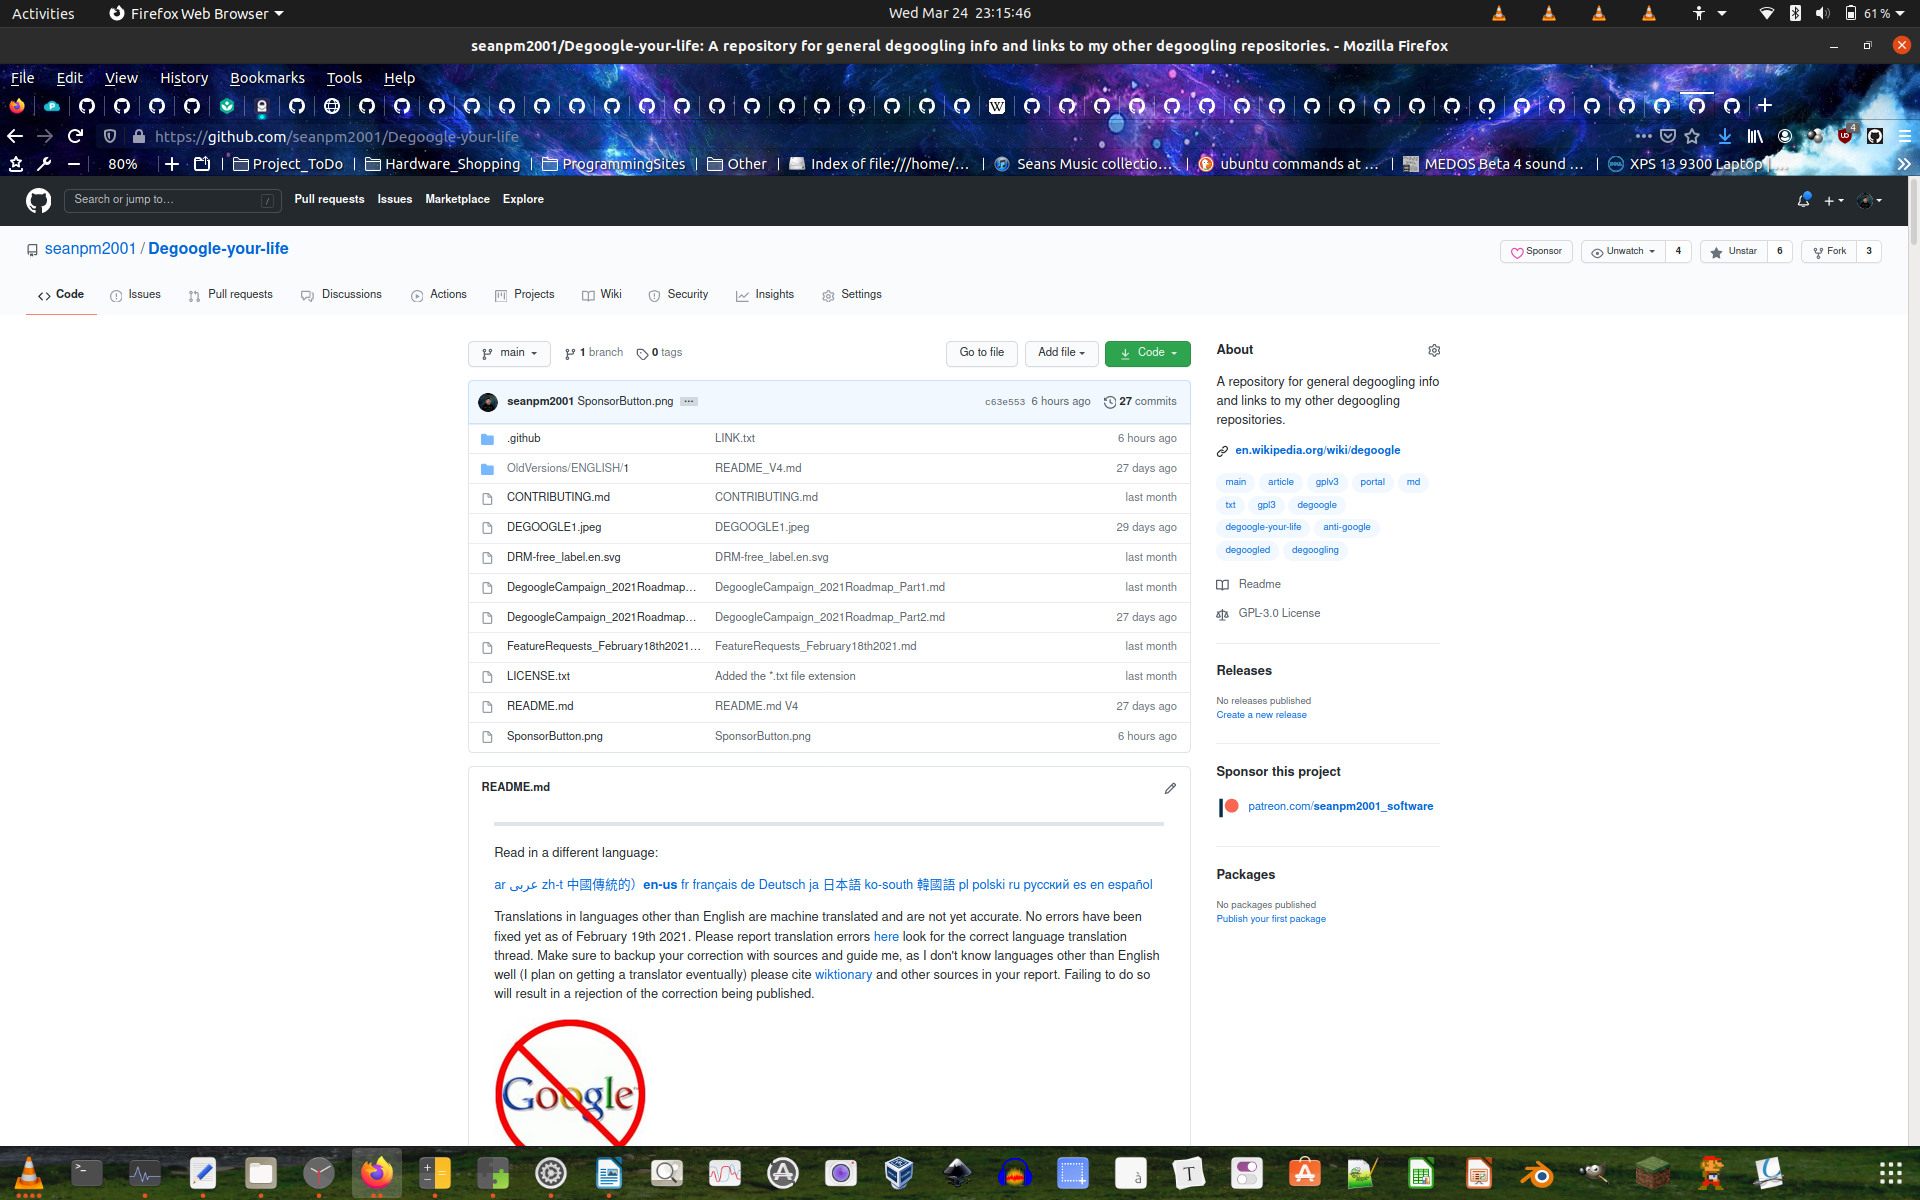 Activities Firefox Web Browser Wed Mar 24 23:15:46 61 %
seanpm2001/Degoogle-your-life: A repository for general degoogling info and links to my other degoogling repositories. - Mozilla Firefox
File Edit View History Bookmarks Tools Help
https://github.com/seanpm2001/Degoogle-your-life 4
80% Project_ToDo Hardware_Shopping ProgrammingSites Other Index of file:///home/… Seans Music collectio… ubuntu commands at … MEDOS Beta 4 sound … XPS 13 9300 Laptop
Search or jump to… / Pull requests Issues Marketplace Explore
seanpm2001 / Degoogle-your-life Sponsor Unwatch 4 Unstar 6 Fork 3
Code Issues Pull requests Discussions Actions Projects Wiki Security Insights Settings
main 1 branch 0 tags Go to file Add file Code
seanpm2001 SponsorButton.png ... c63e553 6 hours ago 27 commits
.github LINK.txt 6 hours ago
OldVersions/ENGLISH/1 README_V4.md 27 days ago
CONTRIBUTING.md CONTRIBUTING.md last month
DEGOOGLE1.jpeg DEGOOGLE1.jpeg 29 days ago
DRM-free_label.en.svg DRM-free_label.en.svg last month
DegoogleCampaign_2021Roadmap... DegoogleCampaign_2021Roadmap_Part1.md last month
DegoogleCampaign_2021Roadmap... DegoogleCampaign_2021Roadmap_Part2.md 27 days ago
FeatureRequests_February18th2021... FeatureRequests_February18th2021.md last month
LICENSE.txt Added the *.txt file extension last month
README.md README.md V4 27 days ago
SponsorButton.png SponsorButton.png 6 hours ago
README.md
Read in a different language:
ar عربى zh-t 中國傳統的）en-us fr français de Deutsch ja 日本語 ko-south 韓國語 pl polski ru русский es en español
Translations in languages other than English are machine translated and are not yet accurate. No errors have been
fixed yet as of February 19th 2021. Please report translation errors here look for the correct language translation
thread. Make sure to backup your correction with sources and guide me, as I don't know languages other than English
well (I plan on getting a translator eventually) please cite wiktionary and other sources in your report. Failing to do so
will result in a rejection of the correction being published.
Google
About
A repository for general degoogling info
and links to my other degoogling
repositories.
en.wikipedia.org/wiki/degoogle
main article gplv3 portal md
txt gpl3 degoogle
degoogle-your-life anti-google
degoogled degoogling
Readme
GPL-3.0 License
Releases
No releases published
Create a new release
Sponsor this project
patreon.com/seanpm2001_software
Packages
No packages published
Publish your first package